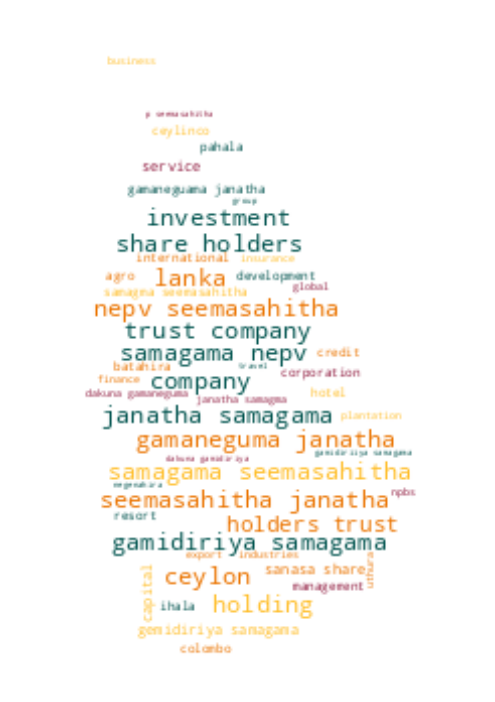 business
p seemasahitha
ceylinco
pahala
service
gamaneguama janatha
group
investment
share holders
international insurance
agro lanka development
samagma seemasahitha global
nepv seemasahitha
trust company
samagama nepv credit
batahira travel corporation
finance company
dakuna gamaneguma janatha samagma hotel
janatha samagama plantation
gamaneguma janatha
dakuna gamidiriya gamidiriiya samagama
samagama seemasahitha
negenahira
seemasahitha janatha npbs
resort holders trust
gamidiriya samagama
export industries
capital ceylon sanasa share uthura
management
ihala holding
gemidiriya samagama
colombo